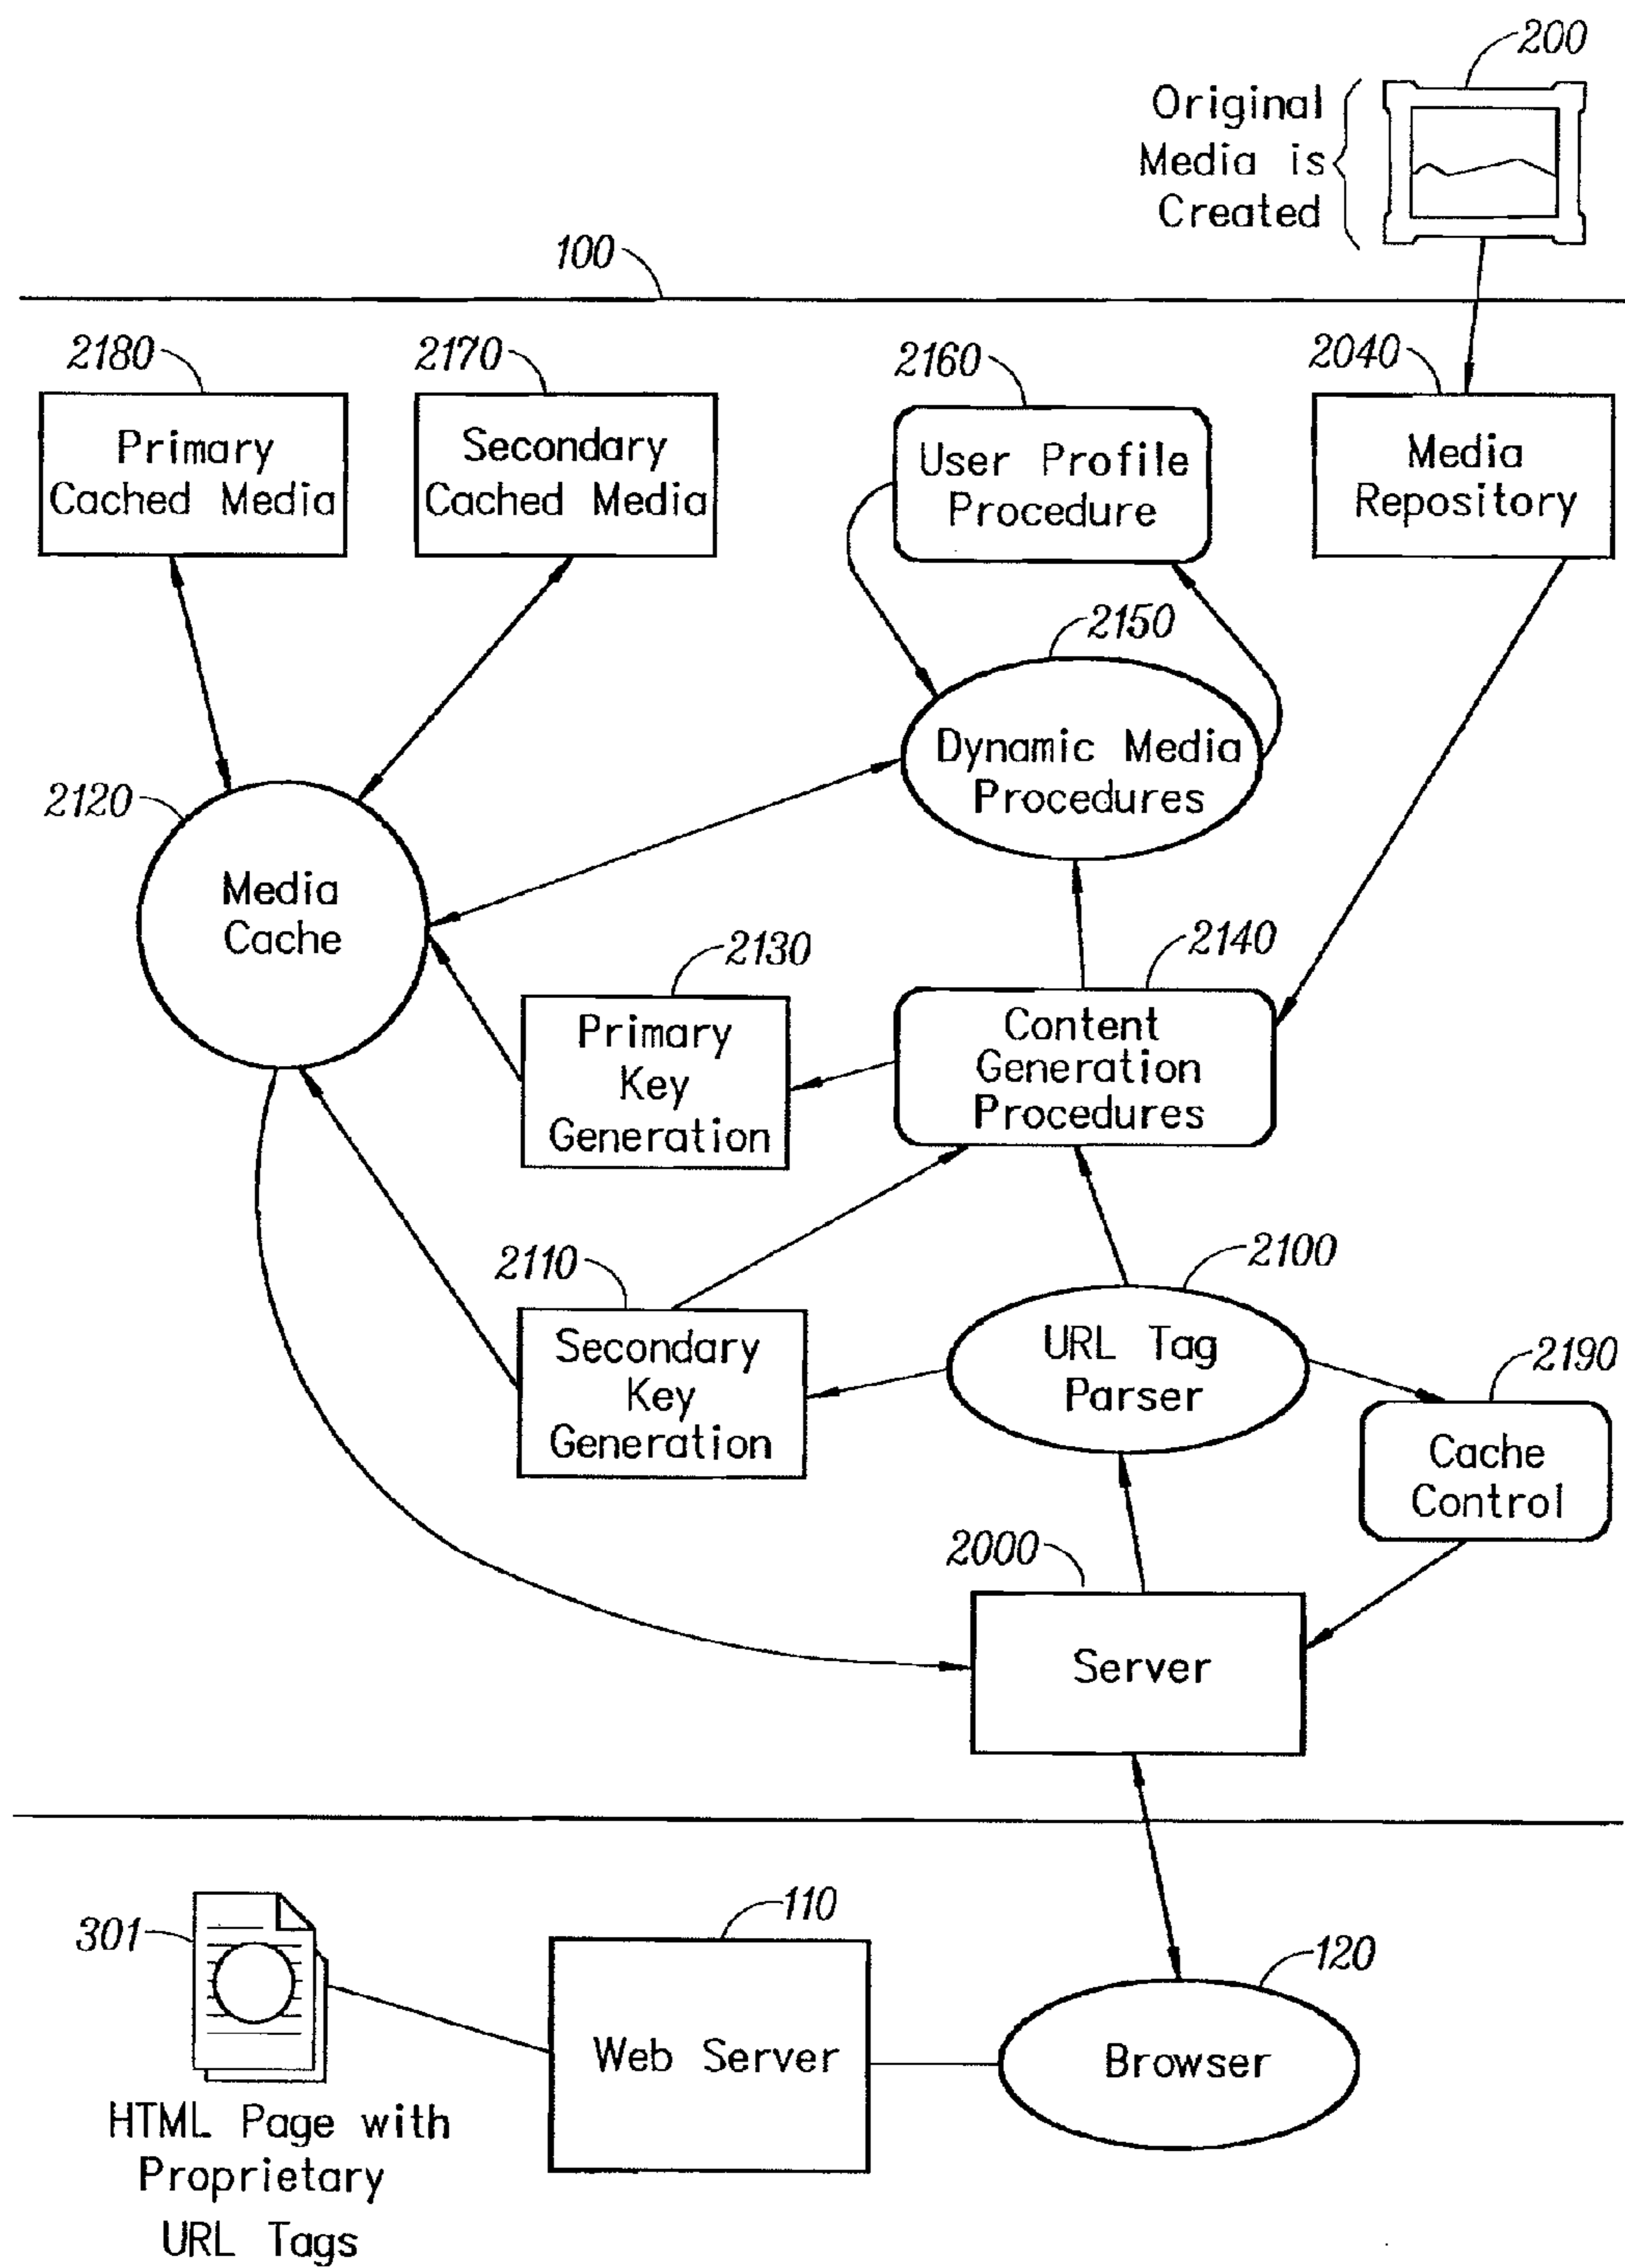 200
Original
Media is
Created
100
2180
2170
2160
2040
Primary
Cached Media
Secondary
Cached Media
User Profile
Procedure
Media
Repository
2150
Dynamic Media
Procedures
2120
Media
Cache
2130
2140
Primary
Key
Generation
Content
Generation
Procedures
2110
2100
Secondary
Key
Generation
URL Tag
Parser
2190
Cache
Control
2000
Server
301
110
120
Web Server
Browser
HTML Page with
Proprietary
URL Tags